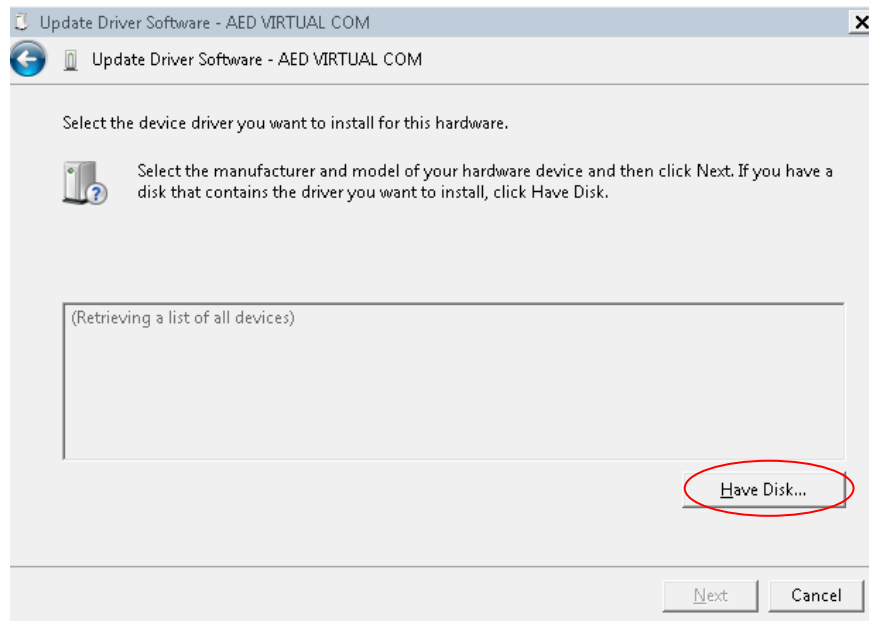 Update Driver Software - AED VIRTUAL COM
Update Driver Software - AED VIRTUAL COM
Select the device driver you want to install for this hardware.
Select the manufacturer and model of your hardware device and then click Next. If you have a
disk that contains the driver you want to install, click Have Disk.
(Retrieving a list of all devices)
Have Disk...
Next Cancel